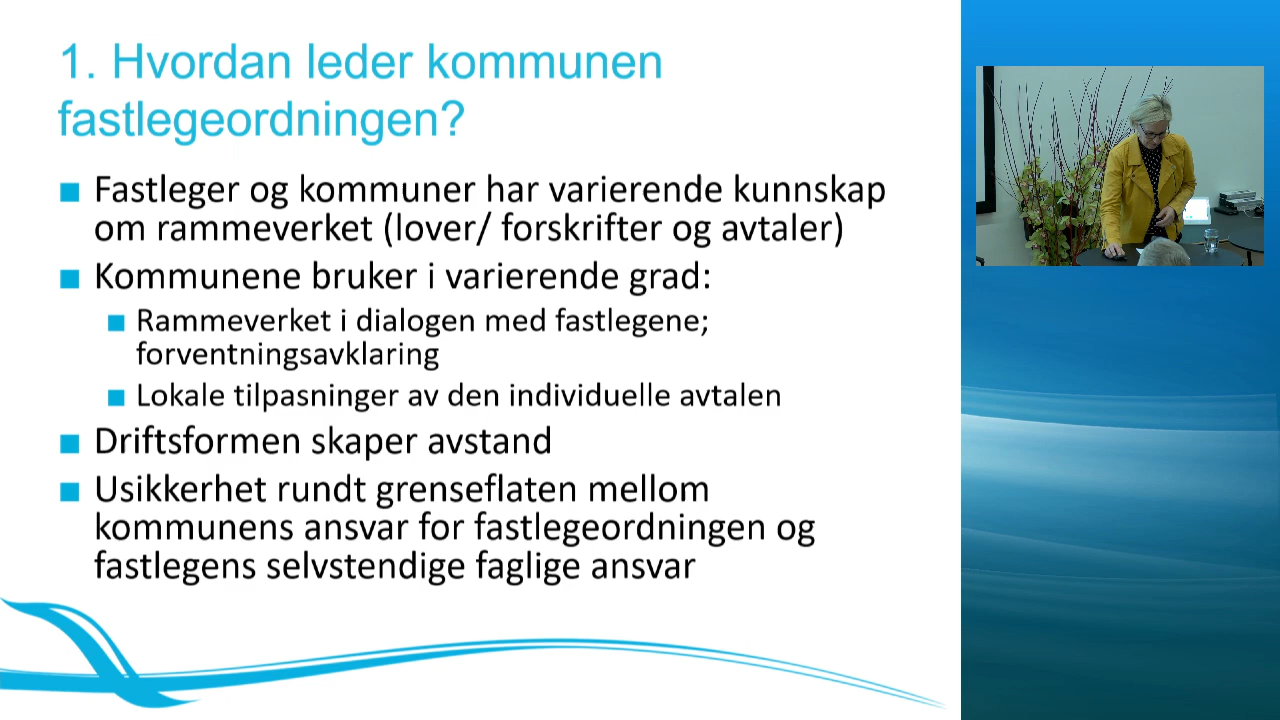 1. Hvordan leder kommunen
fastlegeordningen?
Fastleger og kommuner har varierende kunnskap
om rammeverket (lover/ forskrifter og avtaler)
Kommunene bruker i varierende grad:
Rammeverket i dialogen med fastlegene;
forventningsavklaring
Lokale tilpasninger av den individuelle avtalen
Driftsformen skaper avstand
Usikkerhet rundt grenseflaten mellom
kommunens ansvar for fastlegeordningen og
fastlegens selvstendige faglige ansvar